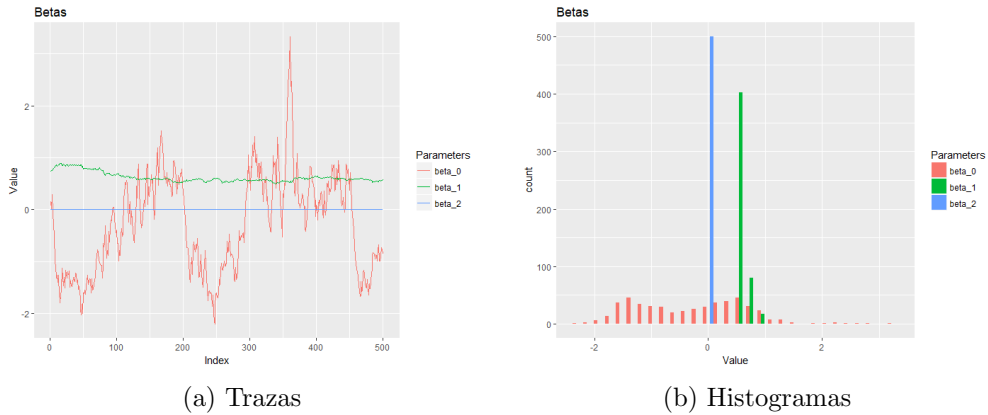 Betas
Value
2
0
-2
0
100
200
300
400
500
Index
Parameters
beta_0
beta_1
beta_2
(a) Trazas
Betas
count
500
400
300
200
100
0
-2
0
2
Value
Parameters
beta_0
beta_1
beta_2
(b) Histogramas